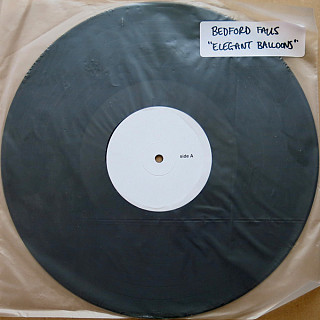 BEDFORD FALLS
"ELEGANT BALLOONS"
side A